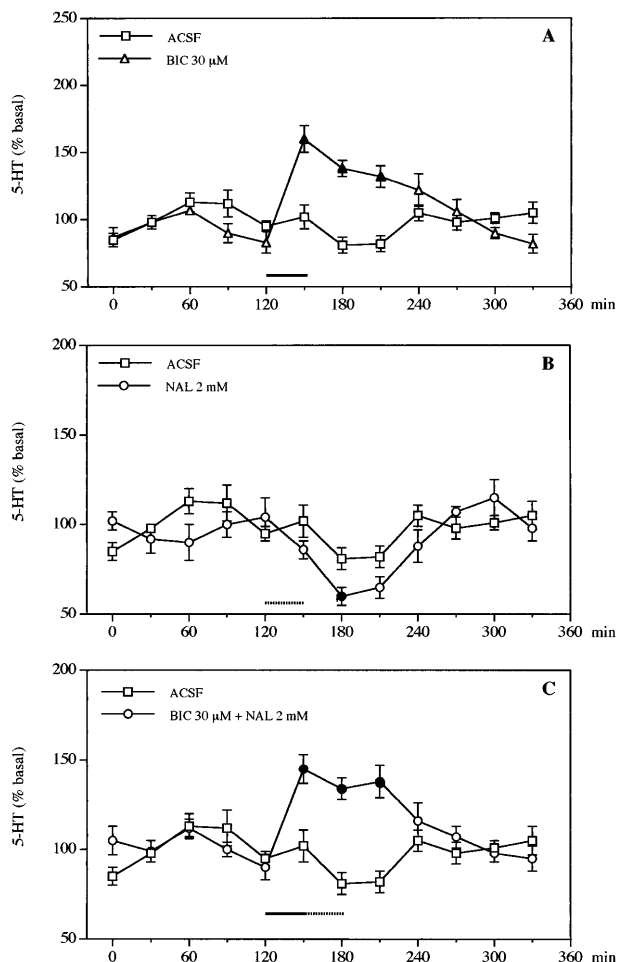 250
200
150
100
50
5-HT (% basal)
ACSF
BIC 30 µM
A
0 60 120 180 240 300 360 min
200
150
100
50
5-HT (% basal)
ACSF
NAL 2 mM
B
0 60 120 180 240 300 360 min
200
150
100
50
5-HT (% basal)
ACSF
BIC 30 µM + NAL 2 mM
C
0 60 120 180 240 300 360 min